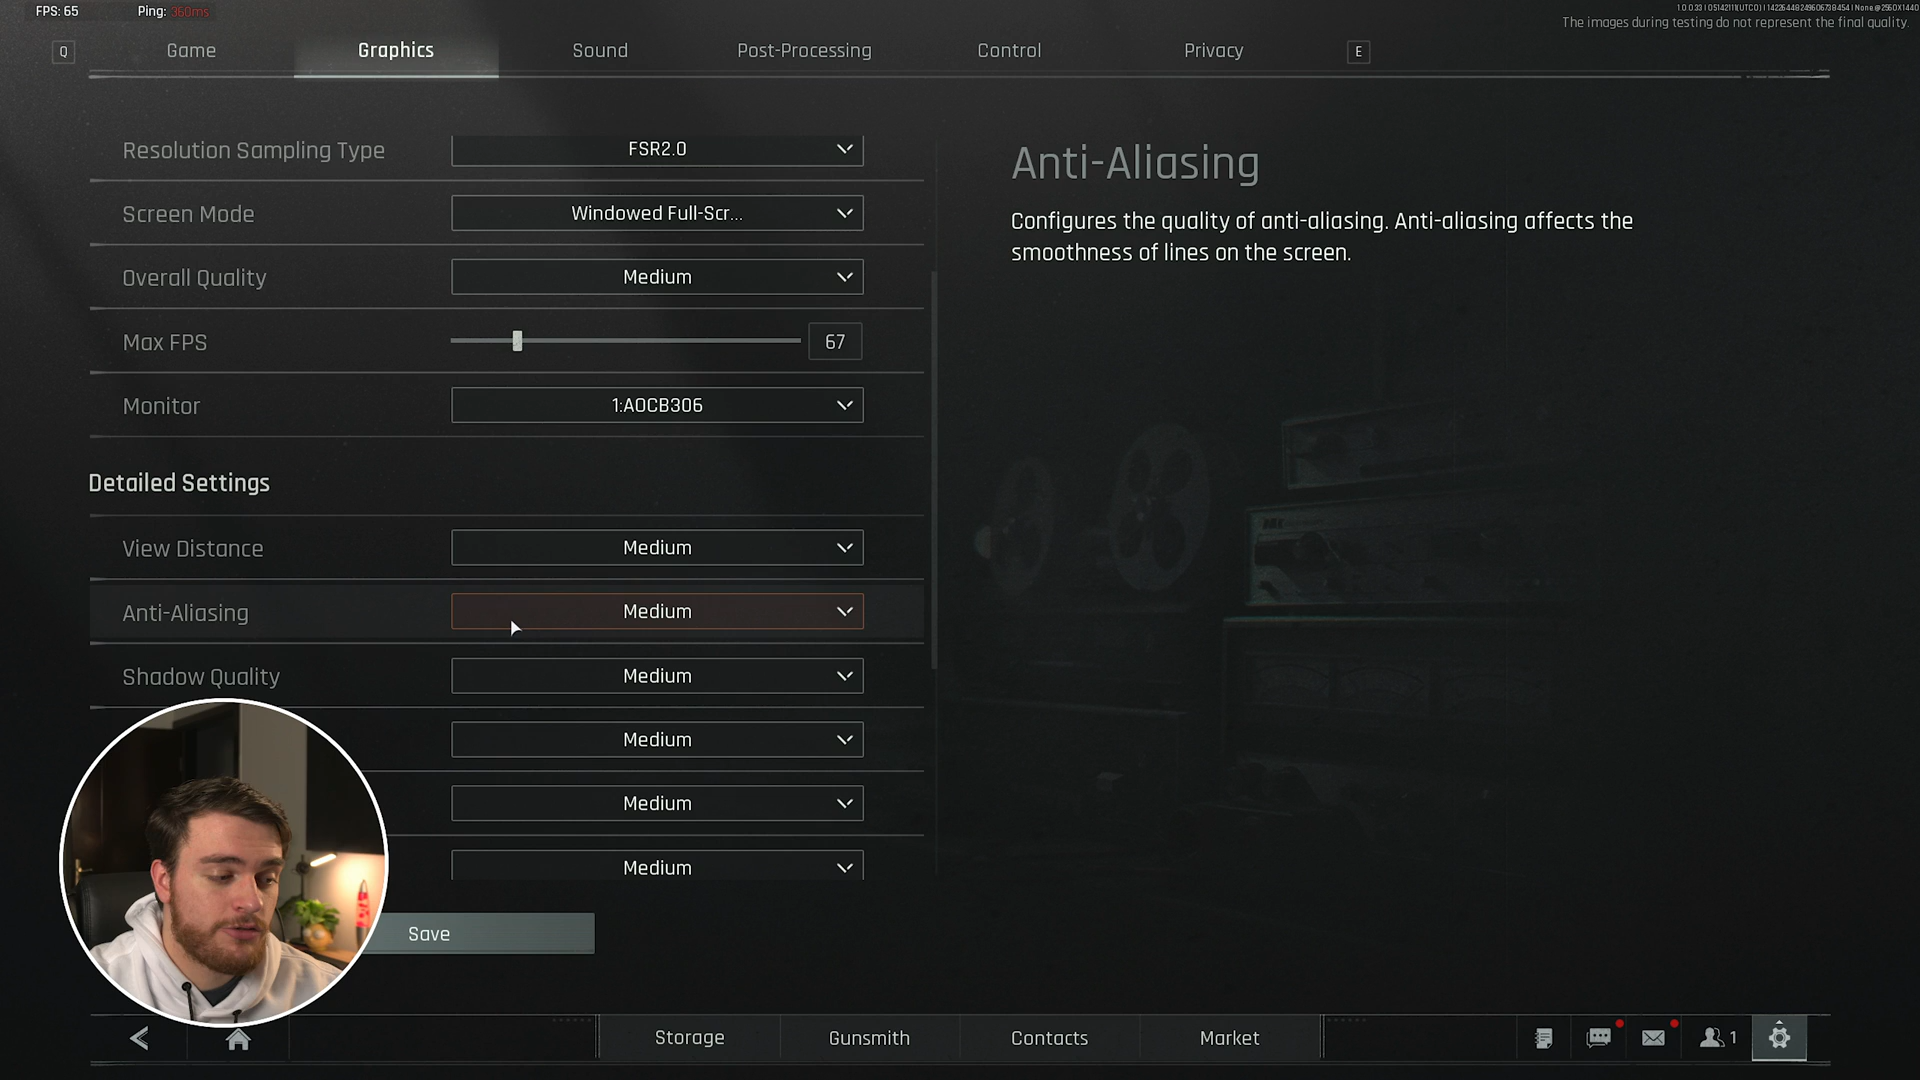 FPS: 65
Ping: 360ms
The images during testing do not represent the final quality.
Q
Game
Graphics
Sound
Post-Processing
Control
Privacy
E
Resolution Sampling Type
FSR2.0
Screen Mode
Windowed Full-Scr...
Overall Quality
Medium
Max FPS
67
Monitor
1:AOCB306
Detailed Settings
View Distance
Medium
Anti-Aliasing
Medium
Shadow Quality
Medium
Medium
Medium
Medium
Save
Anti-Aliasing
Configures the quality of anti-aliasing. Anti-aliasing affects the
smoothness of lines on the screen.
Storage
Gunsmith
Contacts
Market
1